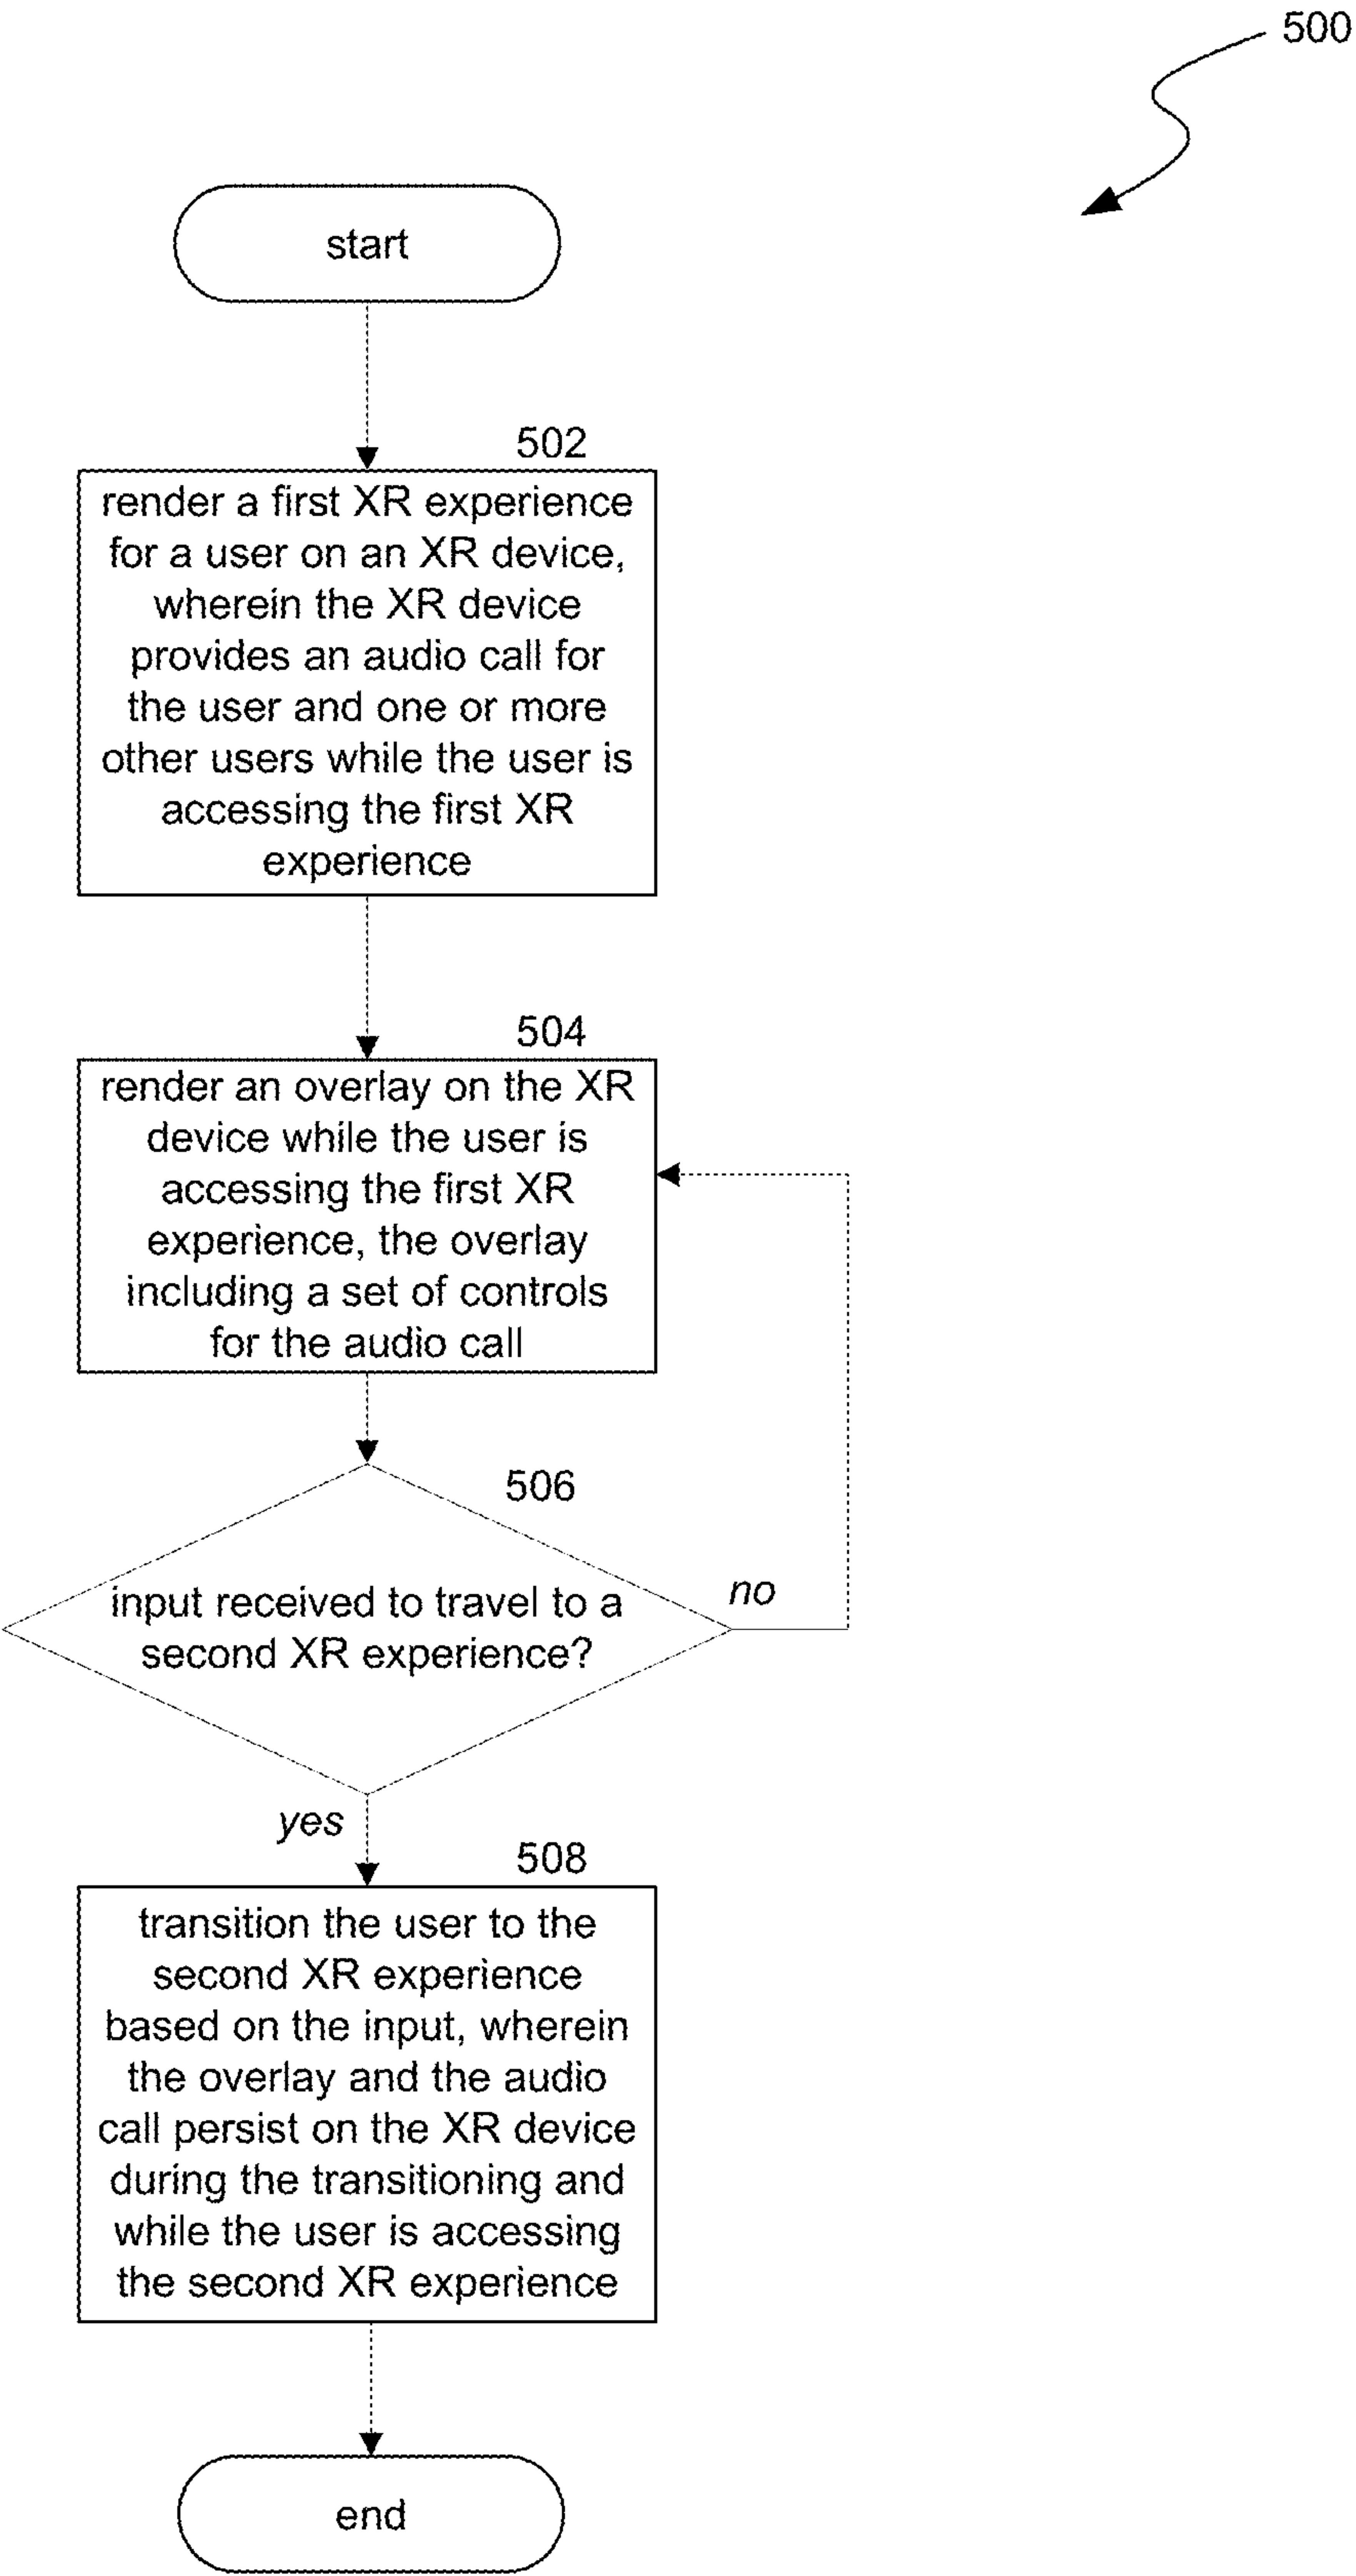 500
start
502
render a first XR experience
for a user on an XR device,
wherein the XR device
provides an audio call for
the user and one or more
other users while the user is
accessing the first XR
experience
504
render an overlay on the XR
device while the user is
accessing the first XR
experience, the overlay
including a set of controls
for the audio call
506
input received to travel to a
second XR experience?
no
yes
508
transition the user to the
second XR experience
based on the input, wherein
the overlay and the audio
call persist on the XR device
during the transitioning and
while the user is accessing
the second XR experience
end